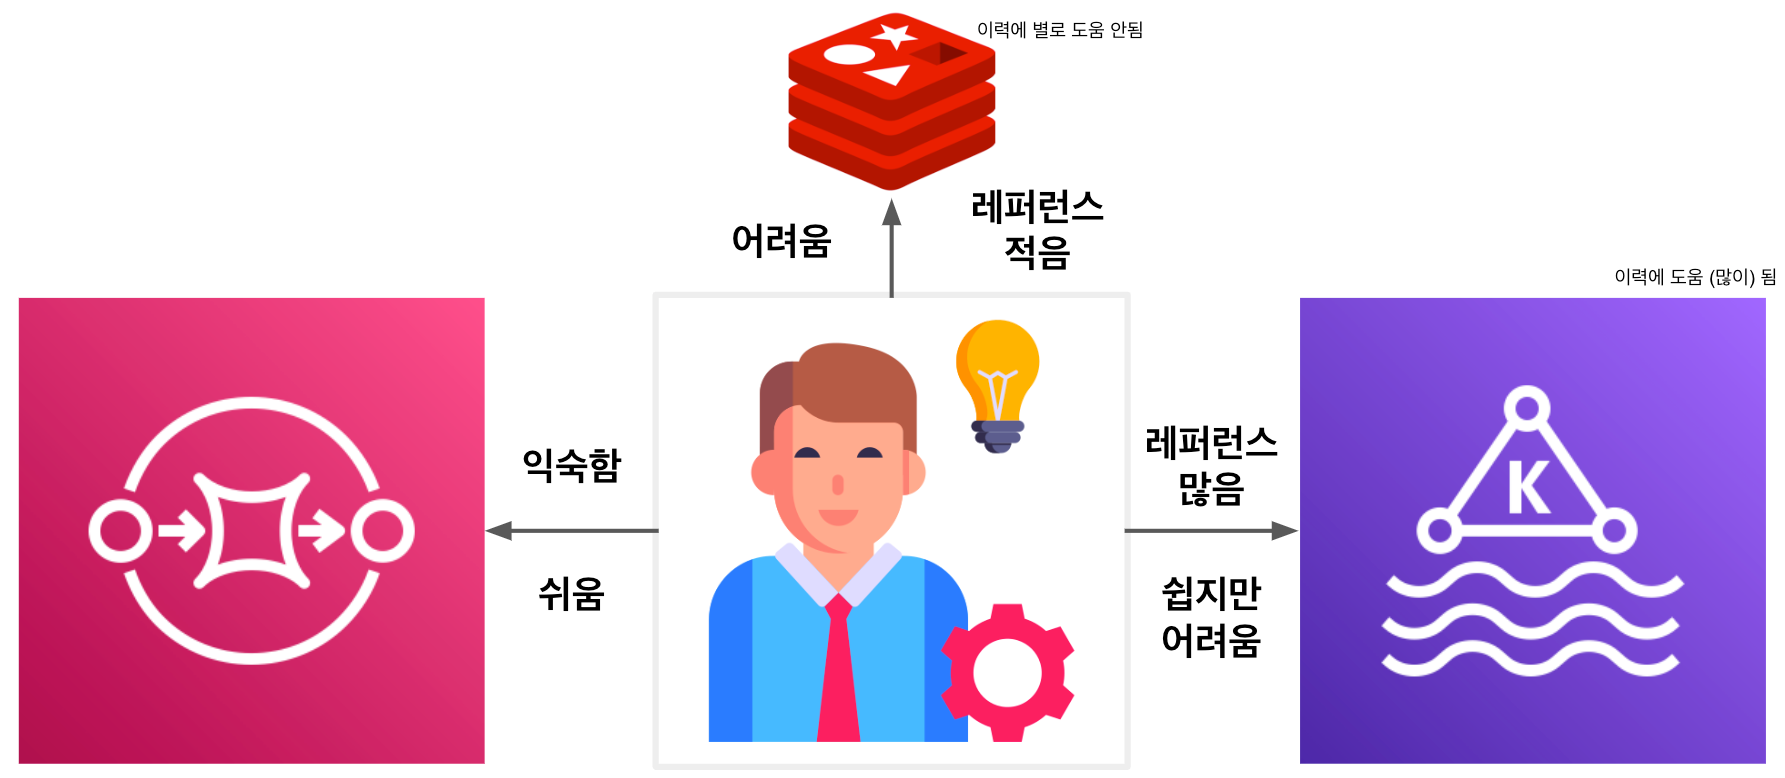 이력에 별로 도움 안됨
어려움
레퍼런스
적음
이력에 도움 (많이) 됨
익숙함
쉬움
레퍼런스
많음
쉽지만
어려움
K